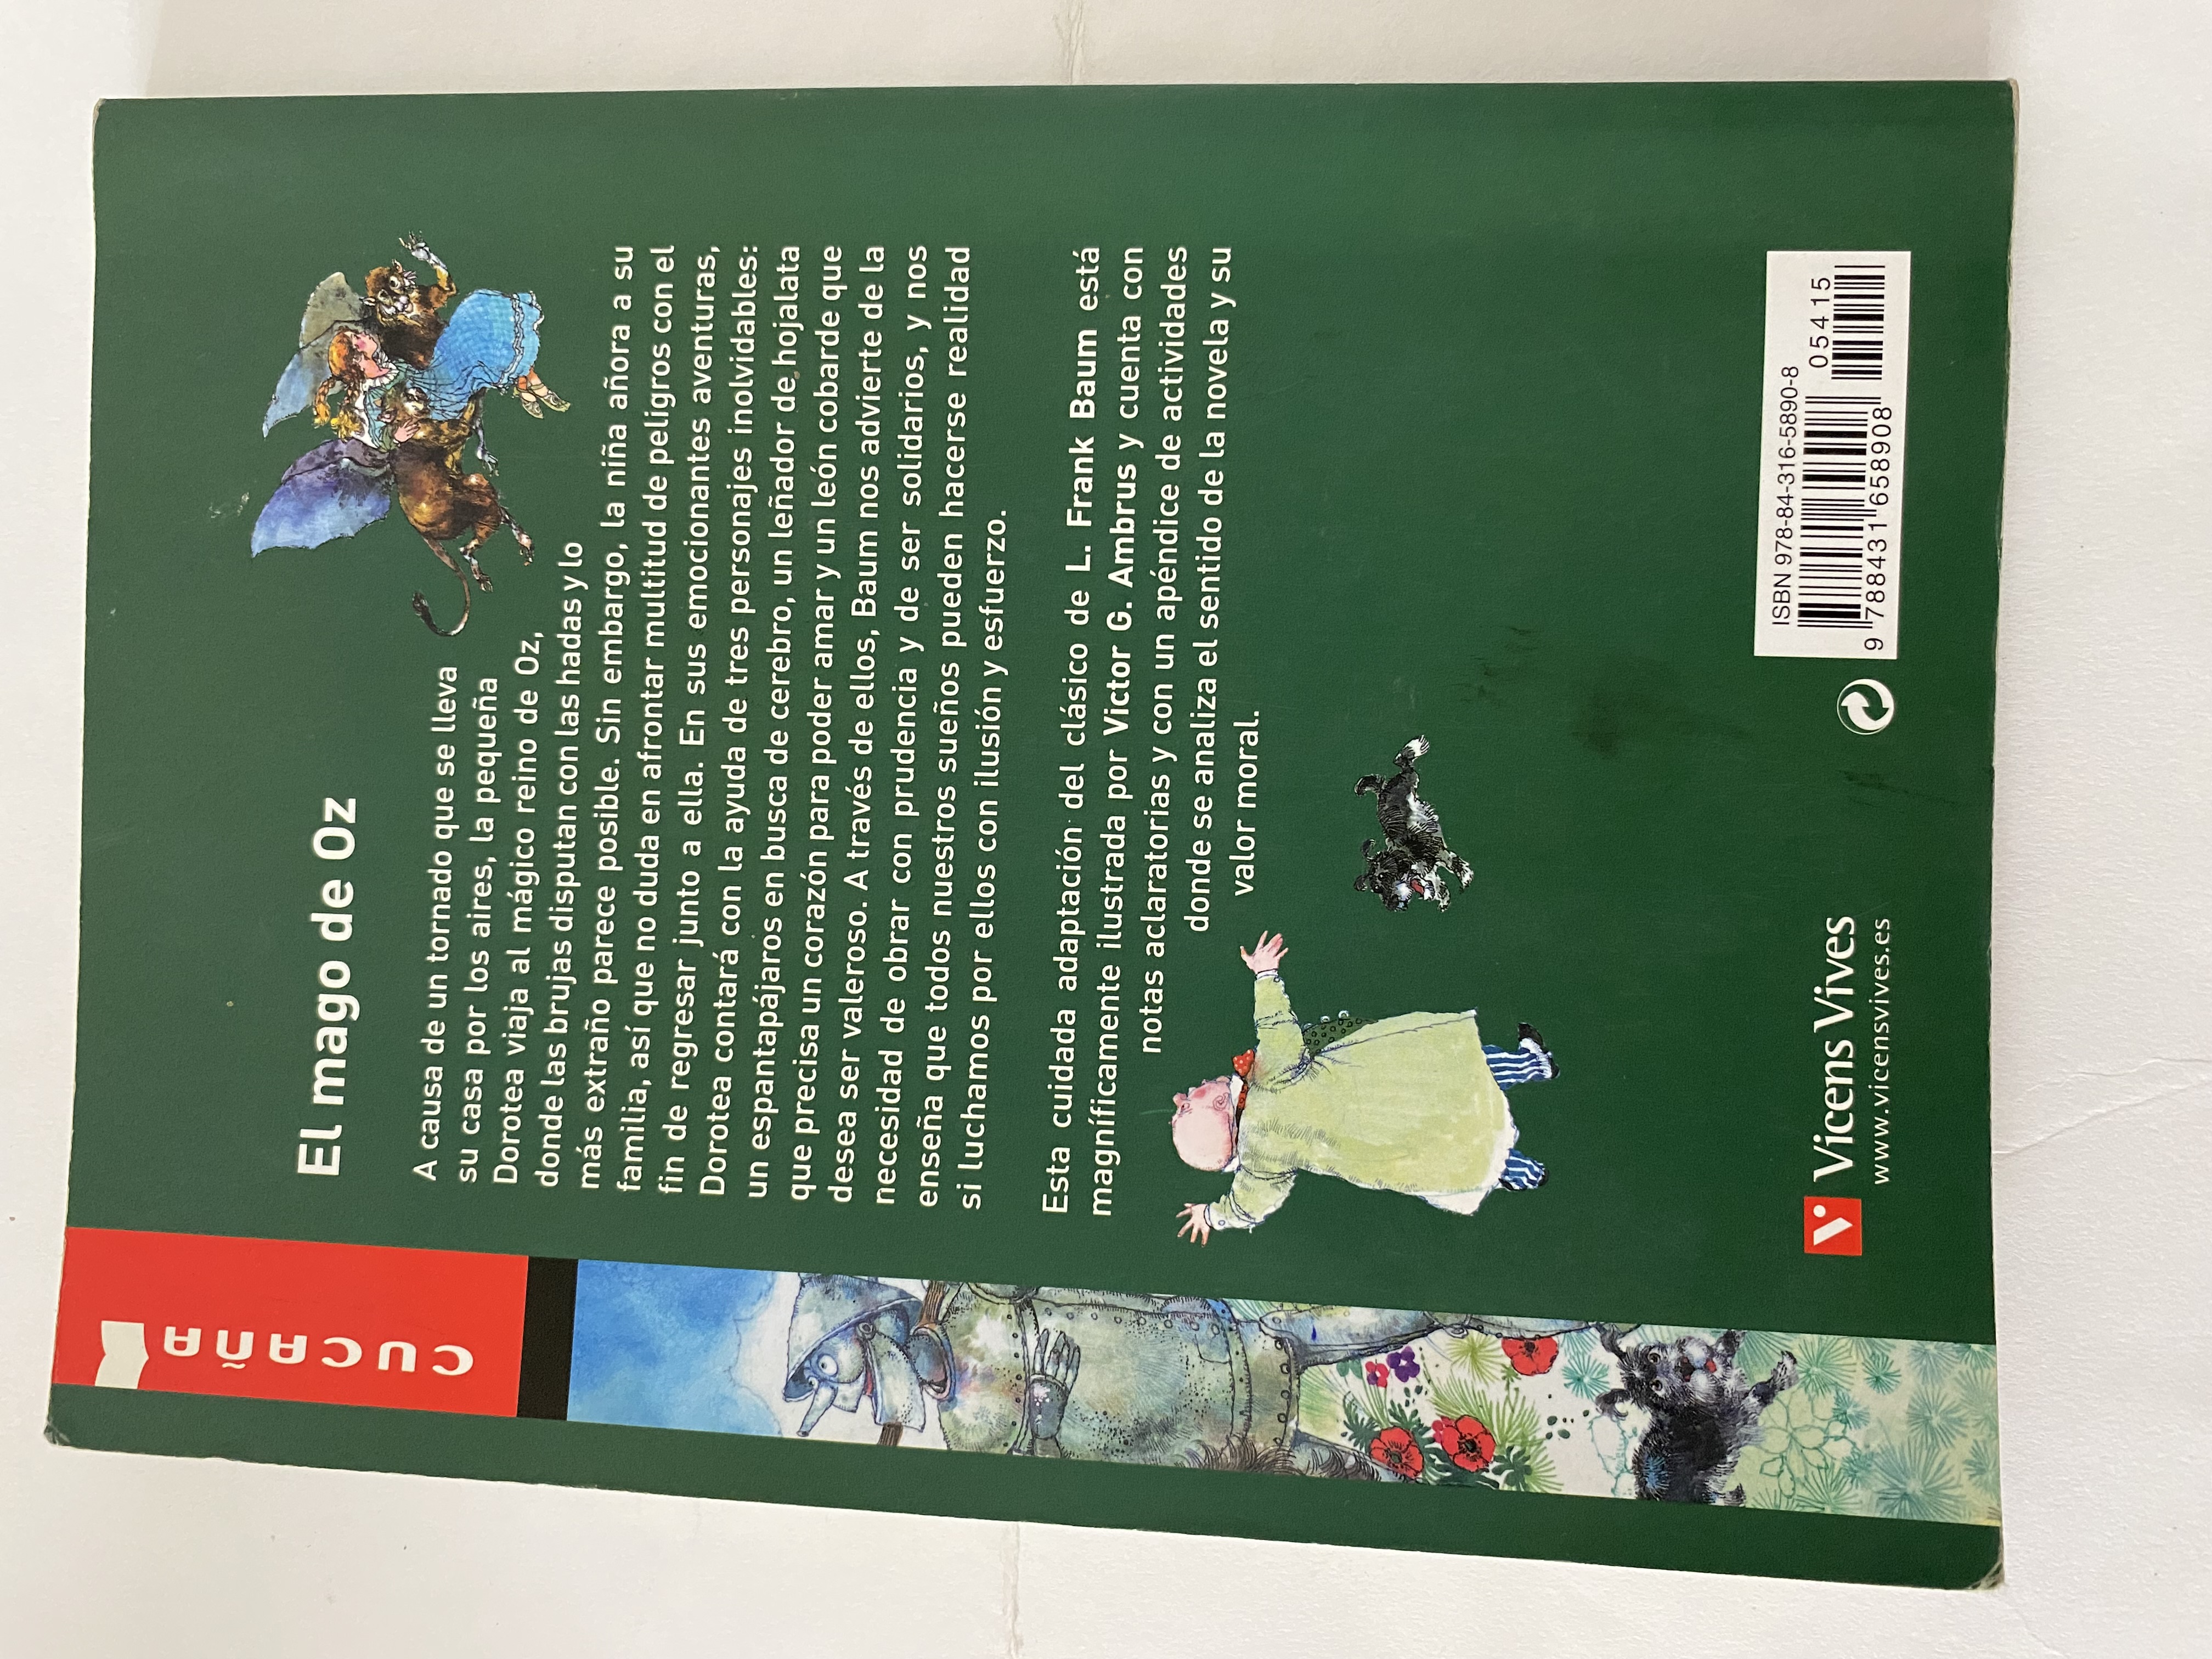 CUCAÑA
El mago de Oz
A causa de un tornado que se lleva
su casa por los aires, la pequeña
Dorotea viaja al mágico reino de Oz,
donde las brujas disputan con las hadas y lo
más extraño parece posible. Sin embargo, la niña añora a su
familia, así que no duda en afrontar multitud de peligros con el
fin de regresar junto a ella. En sus emocionantes aventuras,
Dorotea contará con la ayuda de tres personajes inolvidables:
un espantapájaros en busca de cerebro, un leñador de hojalata
que precisa un corazón para poder amar y un león cobarde que
desea ser valeroso. A través de ellos, Baum nos advierte de la
necesidad de obrar con prudencia y de ser solidarios, y nos
enseña que todos nuestros sueños pueden hacerse realidad
si luchamos por ellos con ilusión y esfuerzo.
Esta cuidada adaptación del clásico de L. Frank Baum está
magníficamente ilustrada por Victor G. Ambrus y cuenta con
notas aclaratorias y con un apéndice de actividades
donde se analiza el sentido de la novela y su
valor moral.
Vicens Vives
www.vicensvives.es
ISBN 978-84-316-5890-8
05415
9 788431 658908